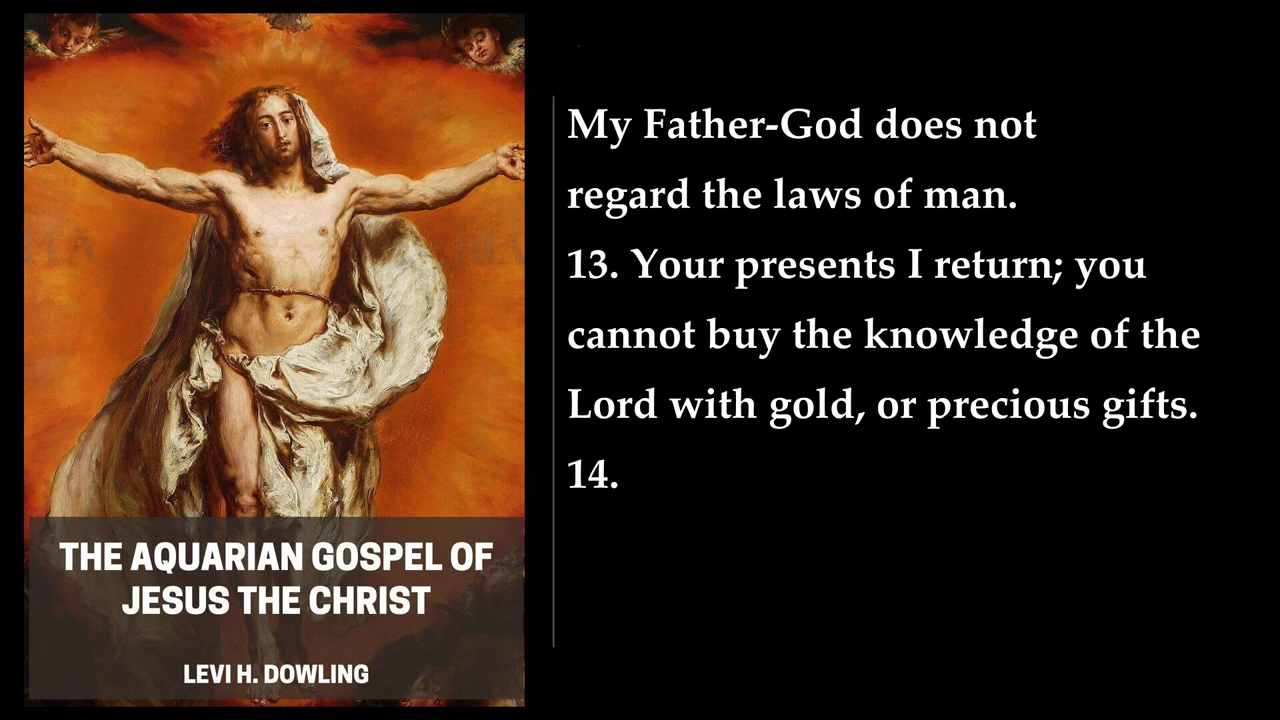 THE AQUARIAN GOSPEL OF
JESUS THE CHRIST
LEVI H. DOWLING
My Father-God does not
regard the laws of man.
13. Your presents I return; you
cannot buy the knowledge of the
Lord with gold, or precious gifts.
14.